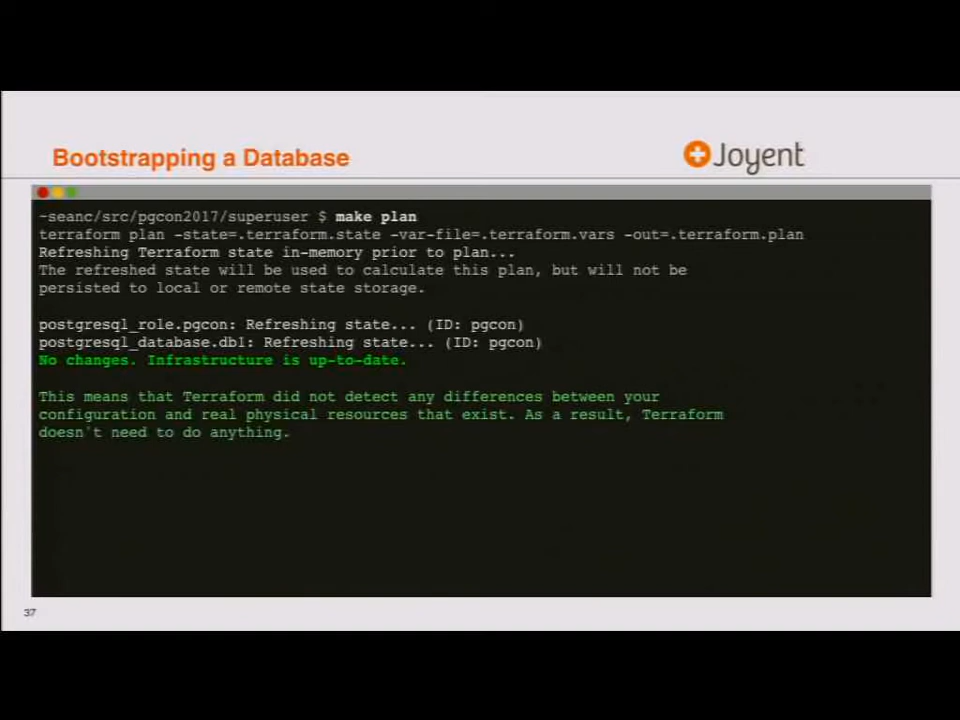 Bootstrapping a Database
Joyent
~seanc/src/pgcon2017/superuser $ make plan
terraform plan -state=.terraform.state -var-file=.terraform.vars -out=.terraform.plan
Refreshing Terraform state in-memory prior to plan...
The refreshed state will be used to calculate this plan, but will not be
persisted to local or remote state storage.
postgresql_role.pgcon: Refreshing state... (ID: pgcon)
postgresql_database.db1: Refreshing state... (ID: pgcon)
No changes. Infrastructure is up-to-date.
This means that Terraform did not detect any differences between your
configuration and real physical resources that exist. As a result, Terraform
doesn't need to do anything.
37